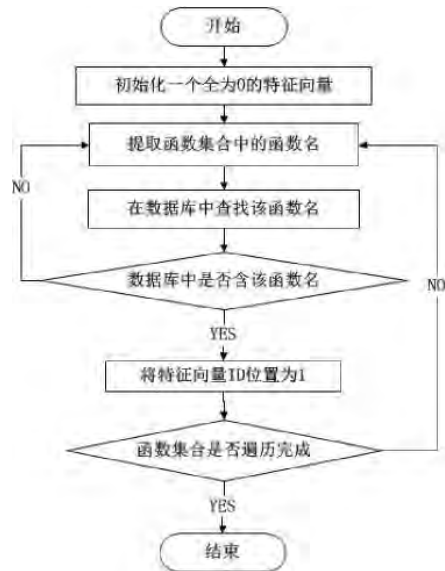 开始
初始化一个全为0的特征向量
提取函数集合中的函数名
NO
在数据库中查找该函数名
数据库中是否含该函数名
NO
YES
将特征向量ID位置为1
函数集合是否遍历完成
YES
结束